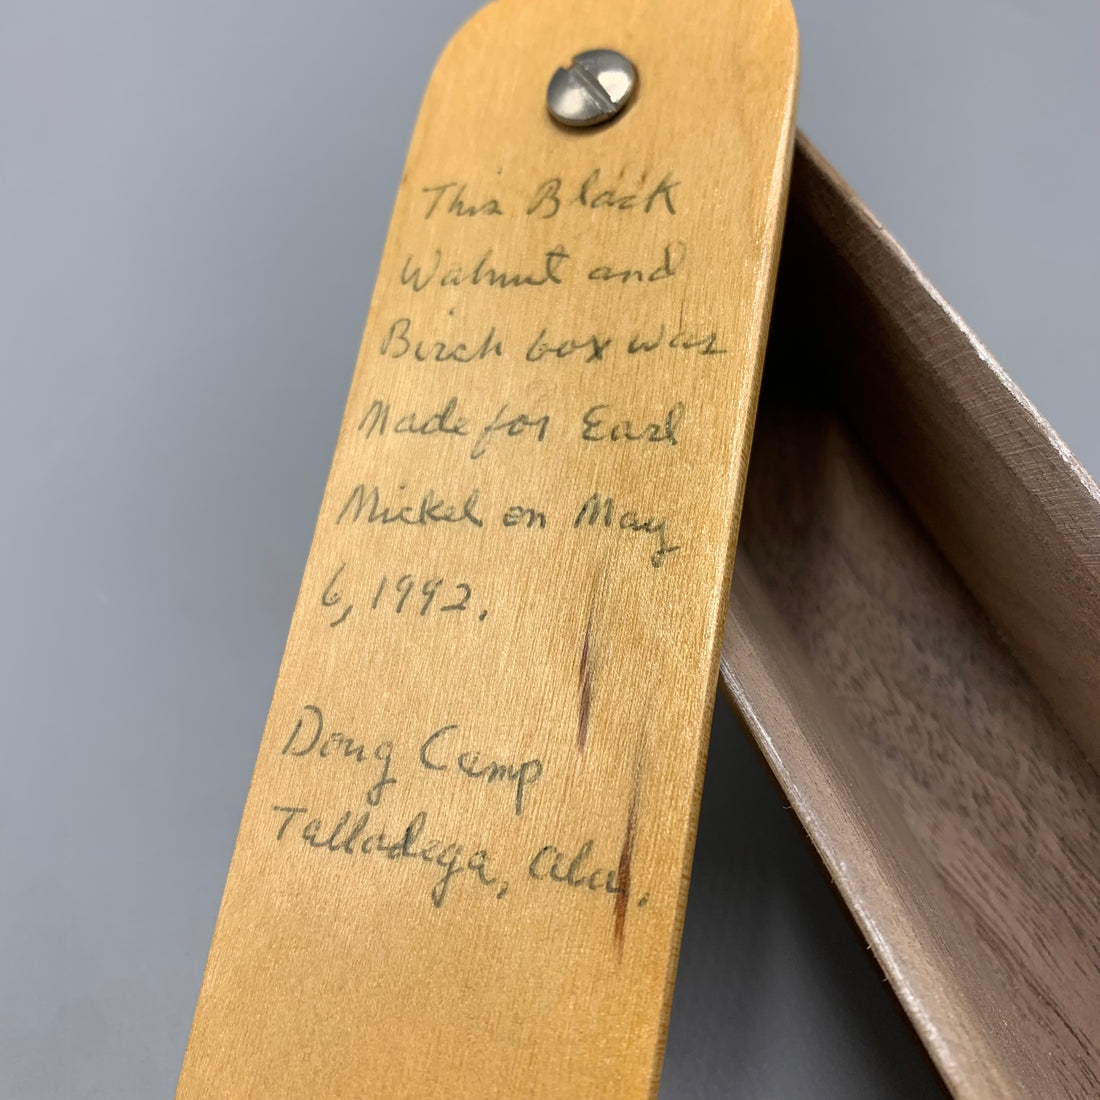 This Black
Walnut and
Birch box was
Made for Earl
Mickel on May
6, 1992.
Doug Camp
Talladega, Ala.